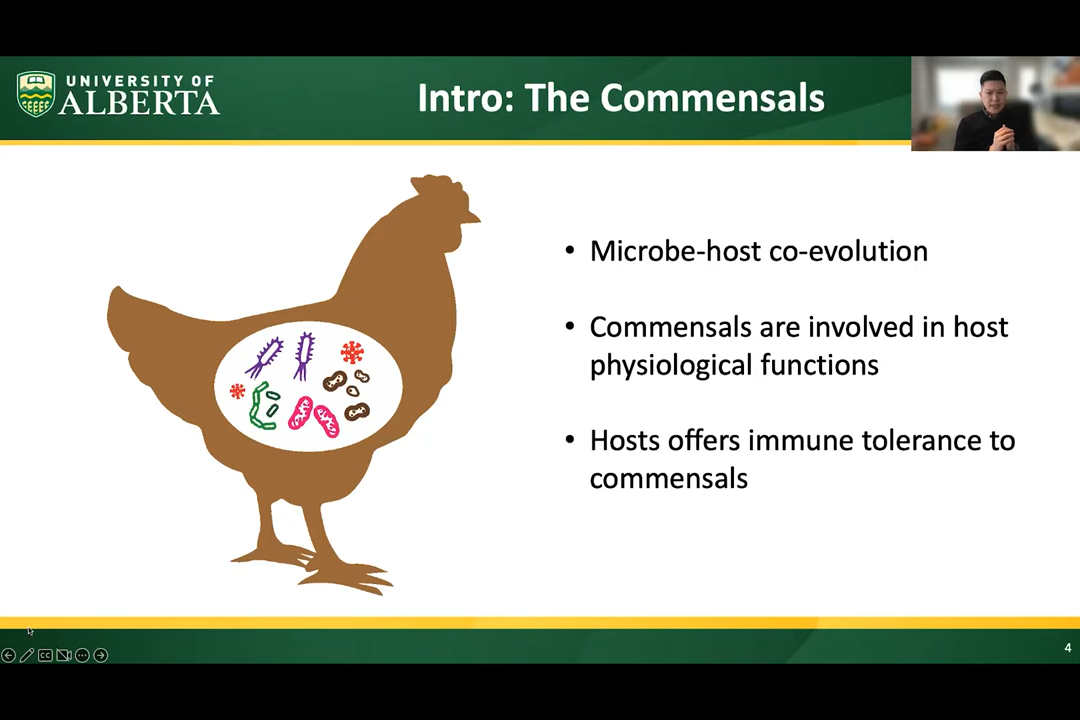 UNIVERSITY OF
ALBERTA
Intro: The Commensals
• Microbe-host co-evolution
• Commensals are involved in host
physiological functions
• Hosts offers immune tolerance to
commensals
CC
4